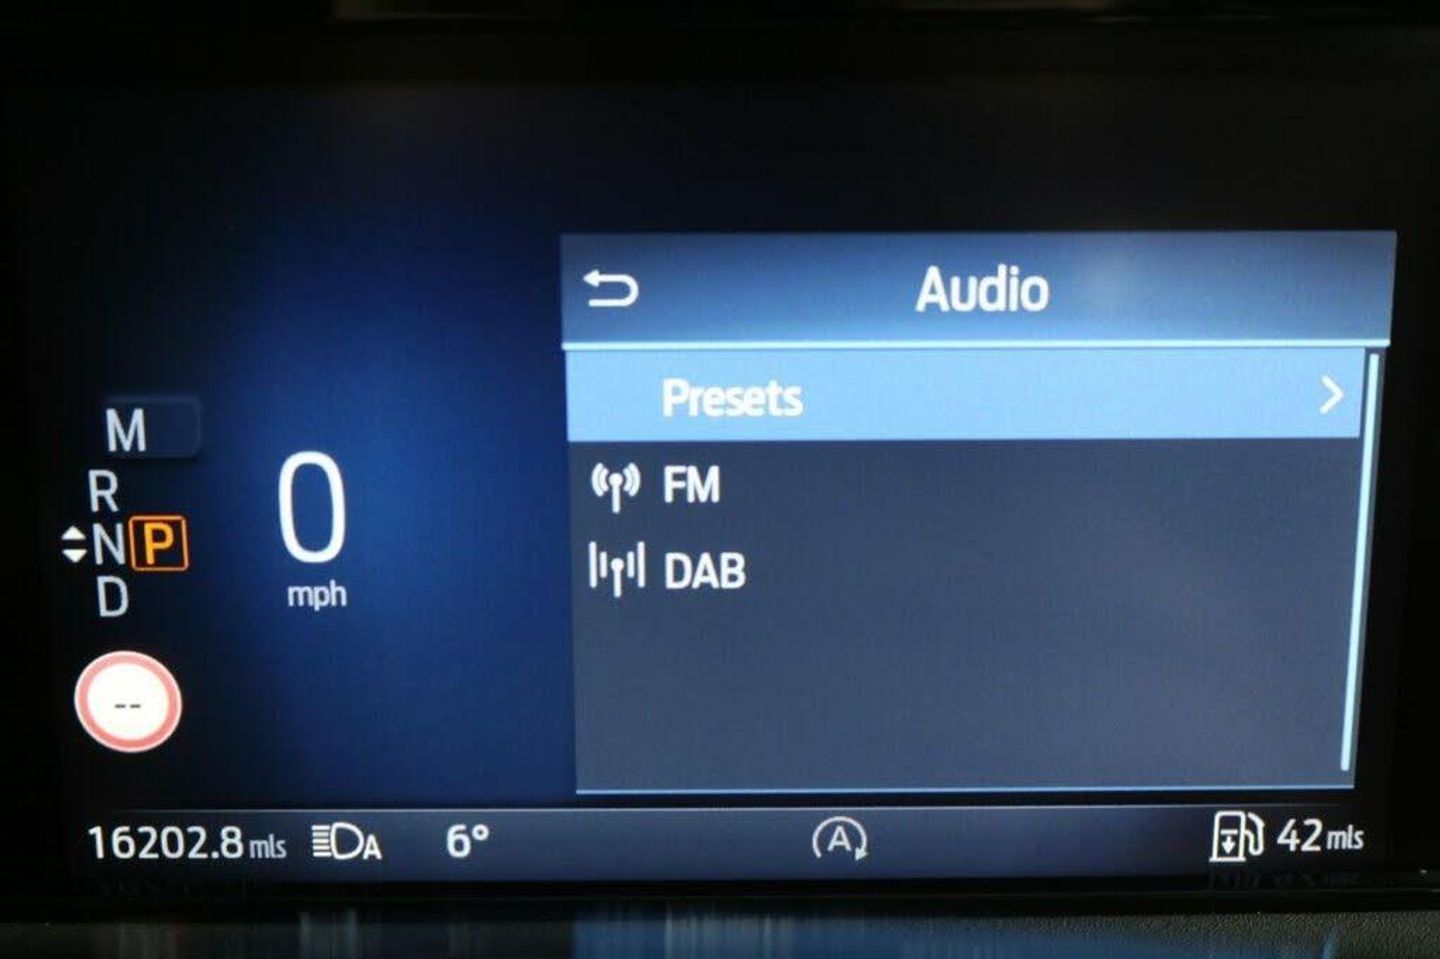 Audio
Presets
FM
DAB
M
R
N P
D
0
mph
--
16202.8 mls
A
6°
A
42 mls